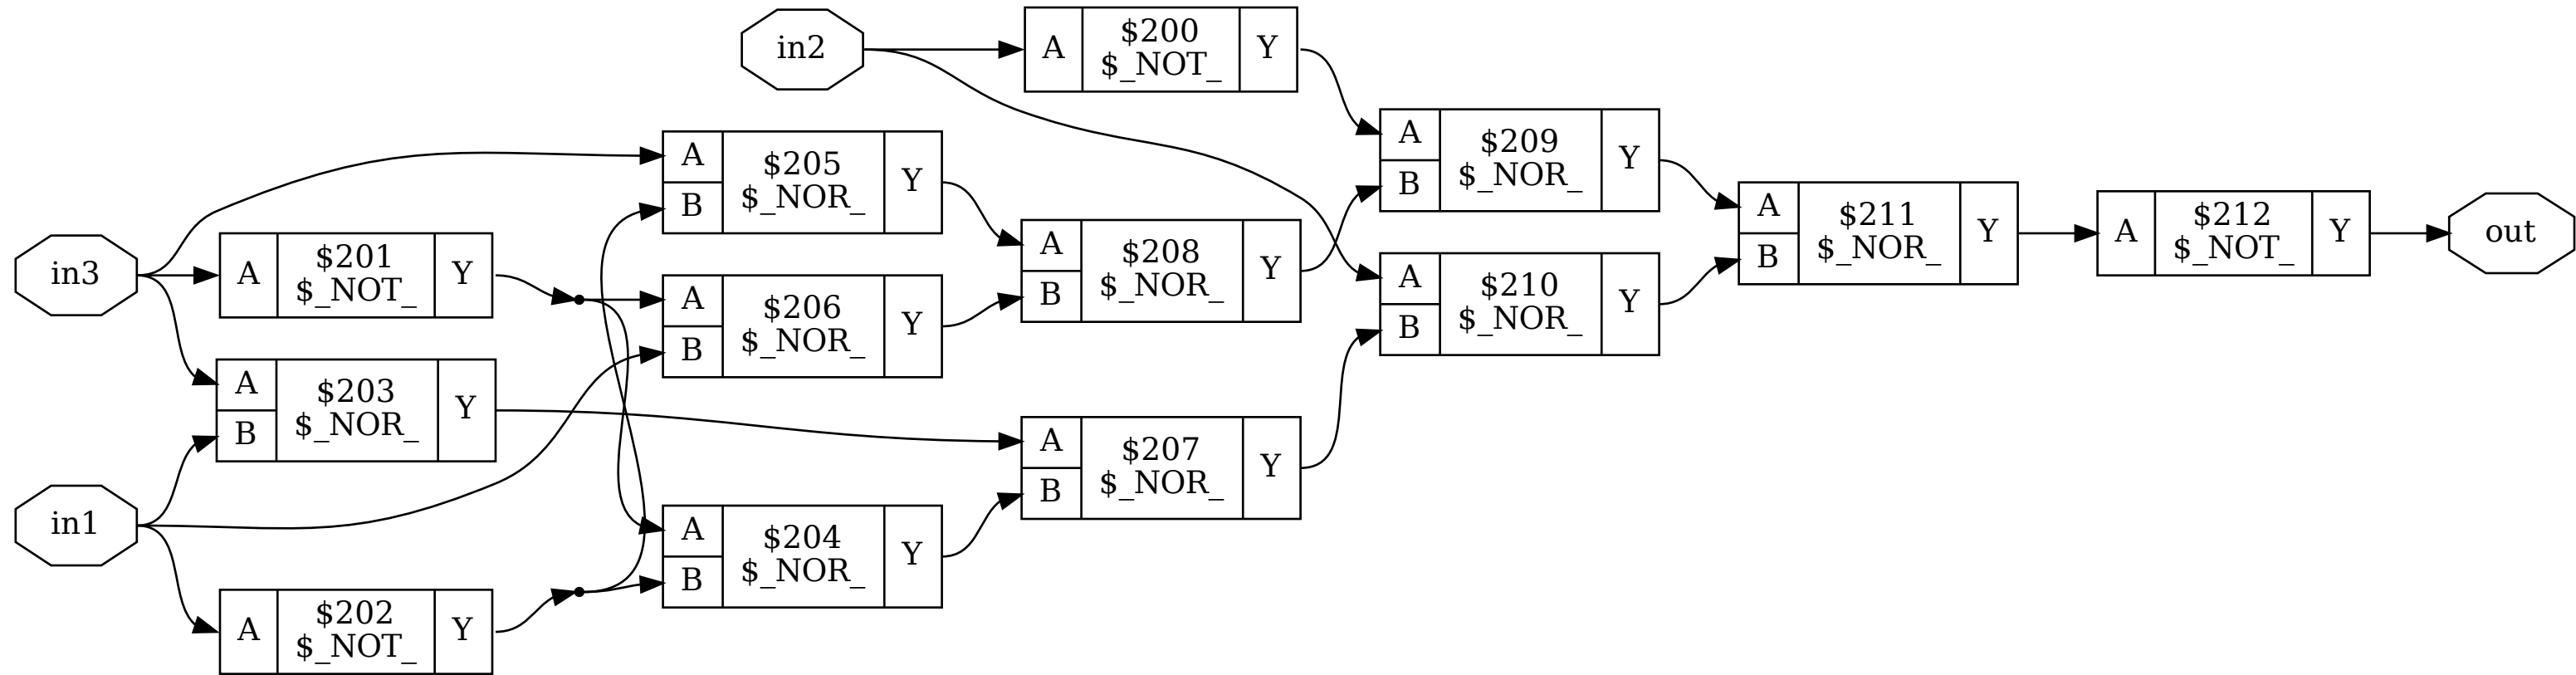 in2
A
$200
$_NOT_
Y
in3
A
$201
$_NOT_
Y
A
B
$203
$_NOR_
Y
in1
A
$202
$_NOT_
Y
A
B
$205
$_NOR_
Y
A
B
$206
$_NOR_
Y
A
B
$204
$_NOR_
Y
A
B
$208
$_NOR_
Y
A
B
$207
$_NOR_
Y
A
B
$209
$_NOR_
Y
A
B
$210
$_NOR_
Y
A
B
$211
$_NOR_
Y
A
$212
$_NOT_
Y
out